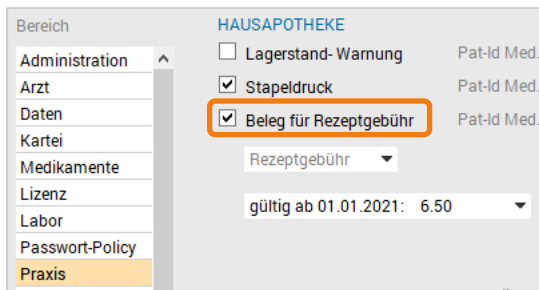 Bereich
Administration
Arzt
Daten
Kartei
Medikamente
Lizenz
Labor
Passwort-Policy
Praxis
HAUSAPOTHEKE
Lagerstand- Warnung Pat-Id Med.
Stapeldruck Pat-Id Med.
Beleg für Rezeptgebühr Pat-Id Med.
Rezeptgebühr
gültig ab 01.01.2021: 6.50